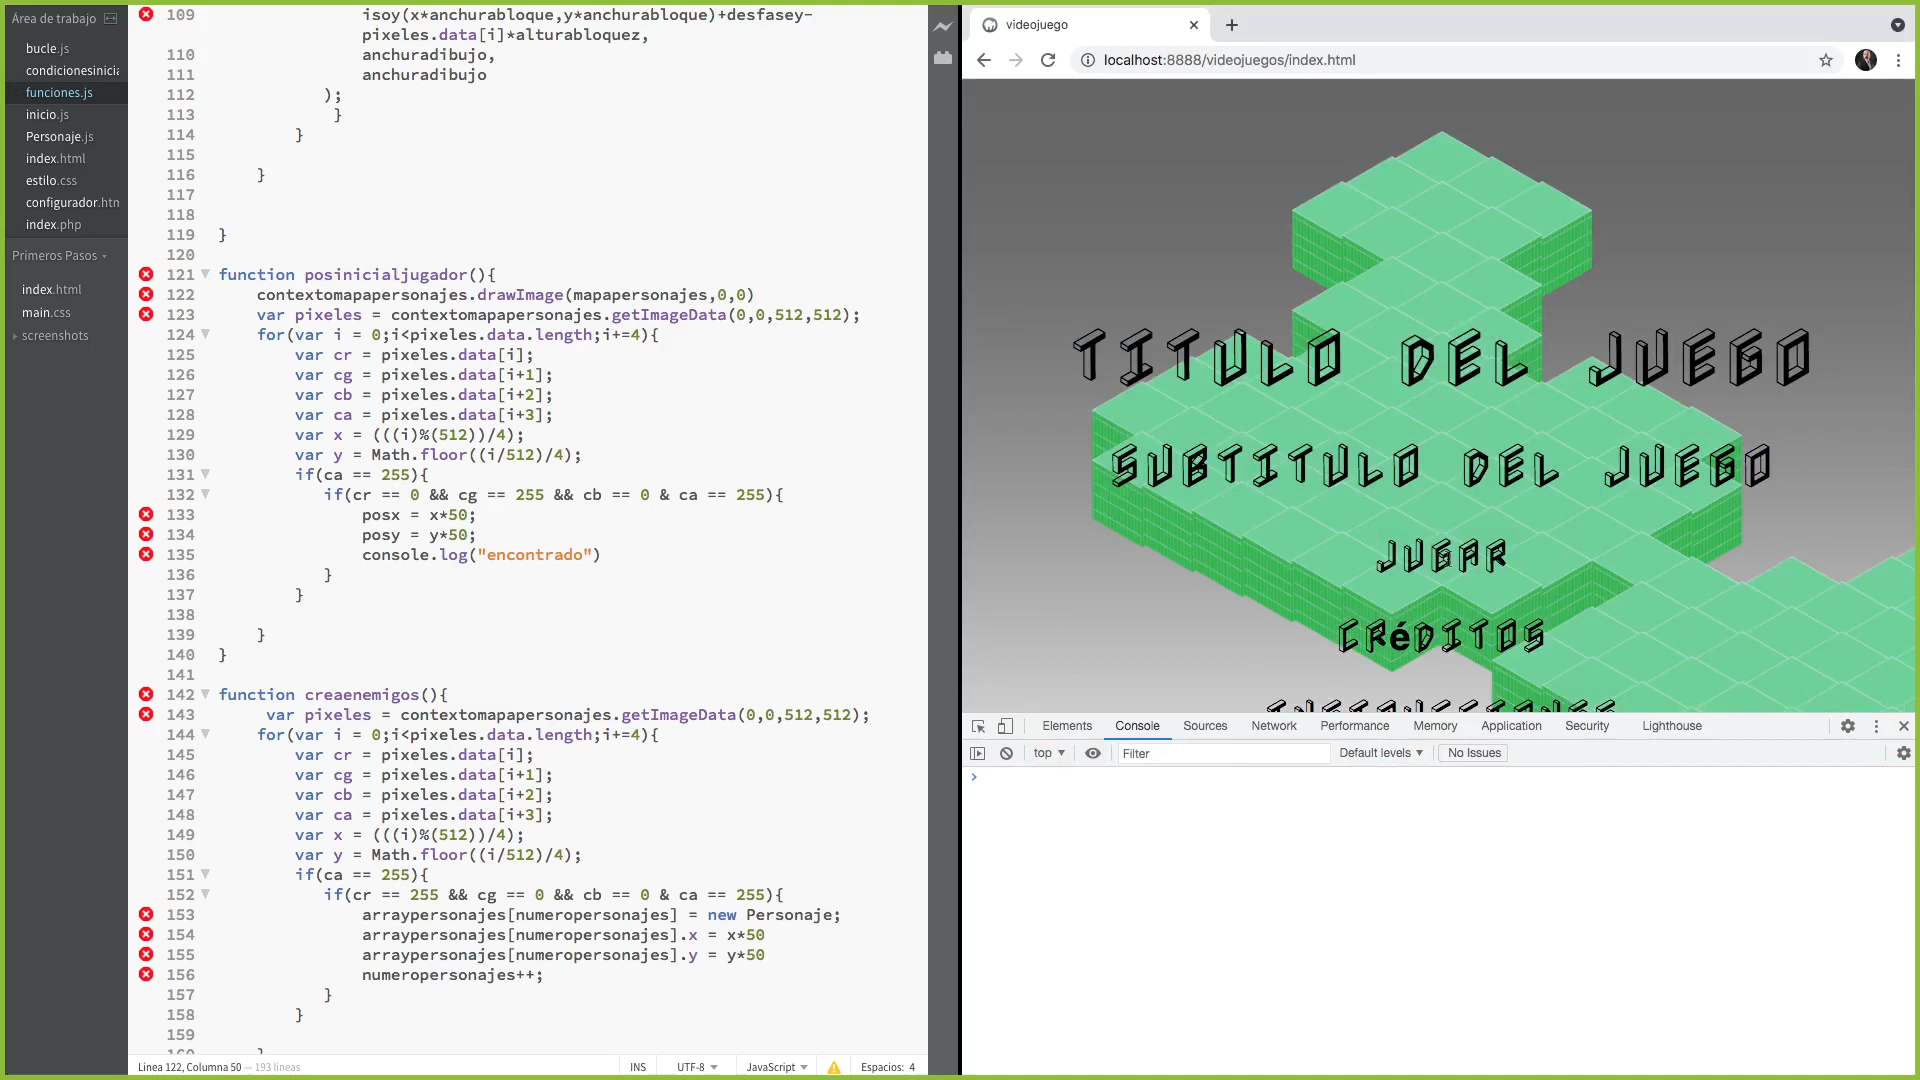 Área de trabajo
bucle.js
condicionesinicia
funciones.js
inicio.js
Personaje.js
index.html
estilo.css
configurador.htm
index.php
Primeros Pasos
index.html
main.css
screenshots
109 isoy(x*anchurabloque,y*anchurabloque)+desfasey-
pixeles.data[i]*alturabloquez,
110 anchuradibujo,
111 anchuradibujo
112 );
113 }
114 }
115
116 }
117
118
119 }
120
121 function posinicialjugador(){
122 contextomapapersonajes.drawImage(mapapersonajes,0,0)
123 var pixeles = contextomapapersonajes.getImageData(0,0,512,512);
124 for(var i = 0;i<pixeles.data.length;i+=4){
125 var cr = pixeles.data[i];
126 var cg = pixeles.data[i+1];
127 var cb = pixeles.data[i+2];
128 var ca = pixeles.data[i+3];
129 var x = (((i)%(512))/4);
130 var y = Math.floor((i/512)/4);
131 if(ca == 255){
132 if(cr == 0 && cg == 255 && cb == 0 & ca == 255){
133 posx = x*50;
134 posy = y*50;
135 console.log("encontrado")
136 }
137 }
138
139 }
140 }
141
142 function creaenemigos(){
143 var pixeles = contextomapapersonajes.getImageData(0,0,512,512);
144 for(var i = 0;i<pixeles.data.length;i+=4){
145 var cr = pixeles.data[i];
146 var cg = pixeles.data[i+1];
147 var cb = pixeles.data[i+2];
148 var ca = pixeles.data[i+3];
149 var x = (((i)%(512))/4);
150 var y = Math.floor((i/512)/4);
151 if(ca == 255){
152 if(cr == 255 && cg == 0 && cb == 0 & ca == 255){
153 arraypersonajes[numeropersonajes] = new Personaje;
154 arraypersonajes[numeropersonajes].x = x*50
155 arraypersonajes[numeropersonajes].y = y*50
156 numeropersonajes++;
157 }
158 }
159
160 }
Línea 122, Columna 50 — 193 líneas
INS
UTF-8
JavaScript
Espacios: 4
videojuego
localhost:8888/videojuegos/index.html
TITULO DEL JUEGO
SUBTITULO DEL JUEGO
JUGAR
CRéDITOS
Elements Console Sources Network Performance Memory Application Security Lighthouse
top Filter Default levels No Issues